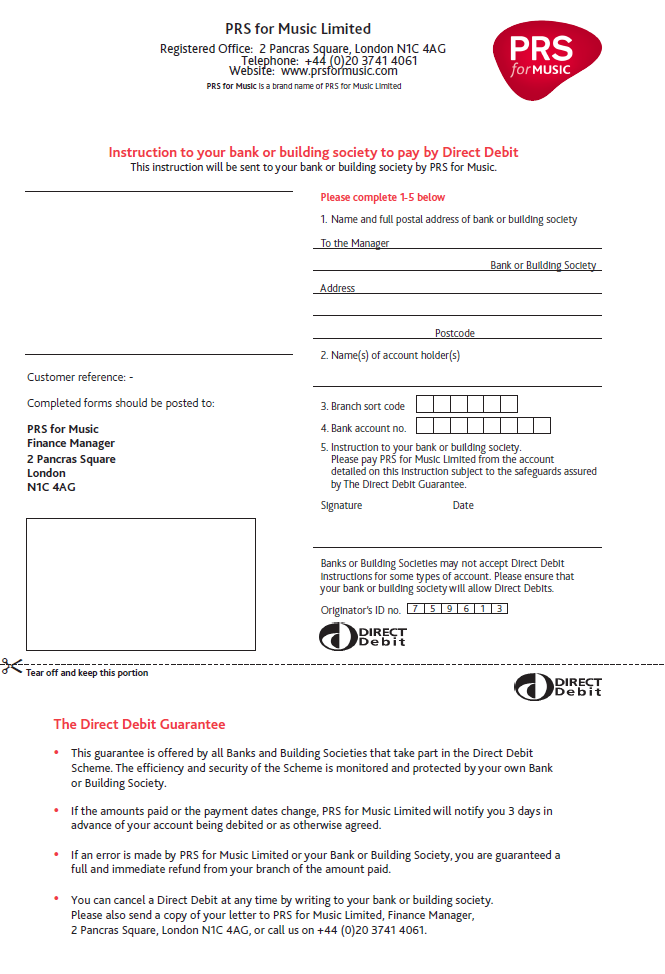 PRS for Music Limited
Registered Office: 2 Pancras Square, London N1C 4AG
Telephone: +44 (0)20 3741 4061
Website: www.prsformusic.com
PRS for Music is a brand name of PRS for Music Limited
PRS
for MUSIC
Instruction to your bank or building society to pay by Direct Debit
This instruction will be sent to your bank or building society by PRS for Music.
Customer reference: -
Completed forms should be posted to:
PRS for Music
Finance Manager
2 Pancras Square
London
N1C 4AG
Please complete 1-5 below
1. Name and full postal address of bank or building society
To the Manager
Bank or Building Society
Address
Postcode
2. Name(s) of account holder(s)
3. Branch sort code
4. Bank account no.
5. Instruction to your bank or building society.
Please pay PRS for Music Limited from the account
detailed on this instruction subject to the safeguards assured
by The Direct Debit Guarantee.
Signature Date
Banks or Building Societies may not accept Direct Debit
instructions for some types of account. Please ensure that
your bank or building society will allow Direct Debits.
Originator's ID no. 7 5 9 6 1 3
DIRECT
Debit
Tear off and keep this portion
DIRECT
Debit
The Direct Debit Guarantee
• This guarantee is offered by all Banks and Building Societies that take part in the Direct Debit
Scheme. The efficiency and security of the Scheme is monitored and protected by your own Bank
or Building Society.
• If the amounts paid or the payment dates change, PRS for Music Limited will notify you 3 days in
advance of your account being debited or as otherwise agreed.
• If an error is made by PRS for Music Limited or your Bank or Building Society, you are guaranteed a
full and immediate refund from your branch of the amount paid.
• You can cancel a Direct Debit at any time by writing to your bank or building society.
Please also send a copy of your letter to PRS for Music Limited, Finance Manager,
2 Pancras Square, London N1C 4AG, or call us on +44 (0)20 3741 4061.